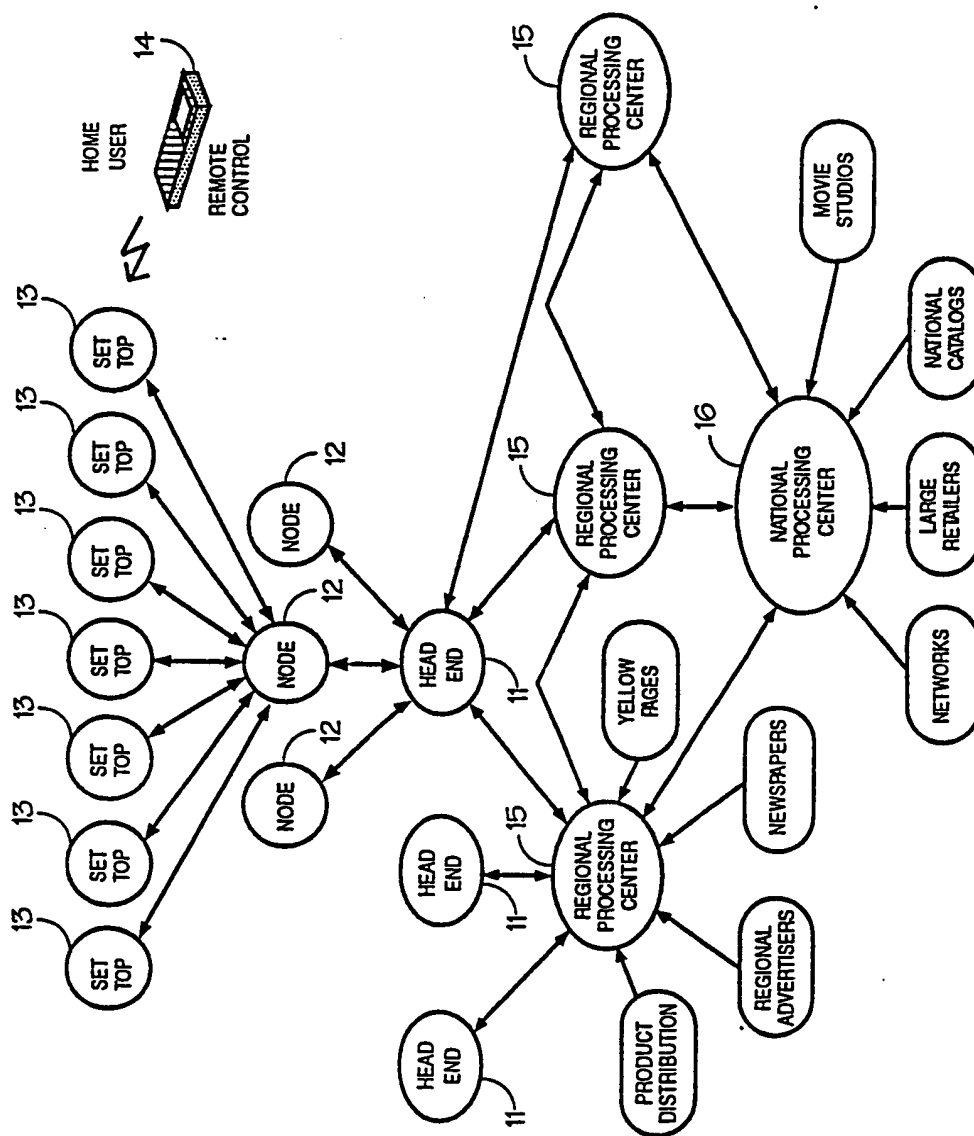 HOME
USER
14
REMOTE
CONTROL
13
SET
TOP
13
SET
TOP
13
SET
TOP
13
SET
TOP
13
SET
TOP
13
SET
TOP
13
SET
TOP
12
NODE
12
NODE
12
NODE
HEAD
END
11
HEAD
END
11
HEAD
END
11
15
REGIONAL
PROCESSING
CENTER
15
REGIONAL
PROCESSING
CENTER
15
REGIONAL
PROCESSING
CENTER
YELLOW
PAGES
NEWSPAPERS
REGIONAL
ADVERTISERS
PRODUCT
DISTRIBUTION
16
NATIONAL
PROCESSING
CENTER
NETWORKS
LARGE
RETAILERS
NATIONAL
CATALOGS
MOVIE
STUDIOS